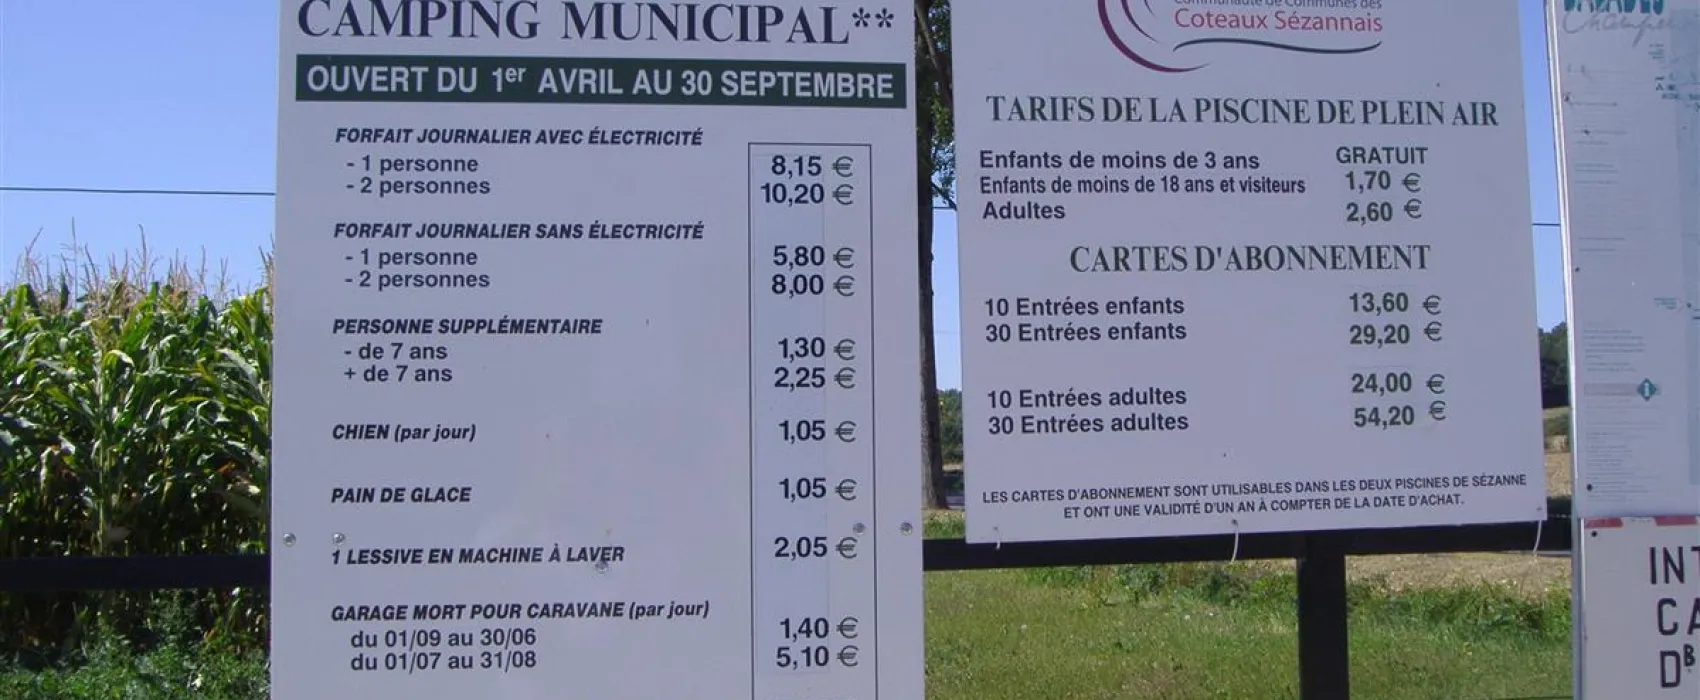 CAMPING MUNICIPAL**
OUVERT DU 1er AVRIL AU 30 SEPTEMBRE
FORFAIT JOURNALIER AVEC ÉLECTRICITÉ
- 1 personne 8,15 €
- 2 personnes 10,20 €
FORFAIT JOURNALIER SANS ÉLECTRICITÉ
- 1 personne 5,80 €
- 2 personnes 8,00 €
PERSONNE SUPPLÉMENTAIRE
- de 7 ans 1,30 €
+ de 7 ans 2,25 €
CHIEN (par jour) 1,05 €
PAIN DE GLACE 1,05 €
1 LESSIVE EN MACHINE À LAVER 2,05 €
GARAGE MORT POUR CARAVANE (par jour)
du 01/09 au 30/06 1,40 €
du 01/07 au 31/08 5,10 €
Communauté de Communes des
Coteaux Sézannais
TARIFS DE LA PISCINE DE PLEIN AIR
Enfants de moins de 3 ans GRATUIT
Enfants de moins de 18 ans et visiteurs 1,70 €
Adultes 2,60 €
CARTES D'ABONNEMENT
10 Entrées enfants 13,60 €
30 Entrées enfants 29,20 €
10 Entrées adultes 24,00 €
30 Entrées adultes 54,20 €
LES CARTES D'ABONNEMENT SONT UTILISABLES DANS LES DEUX PISCINES DE SÉZANNE
ET ONT UNE VALIDITÉ D'UN AN À COMPTER DE LA DATE D'ACHAT.
INT
CA
DB